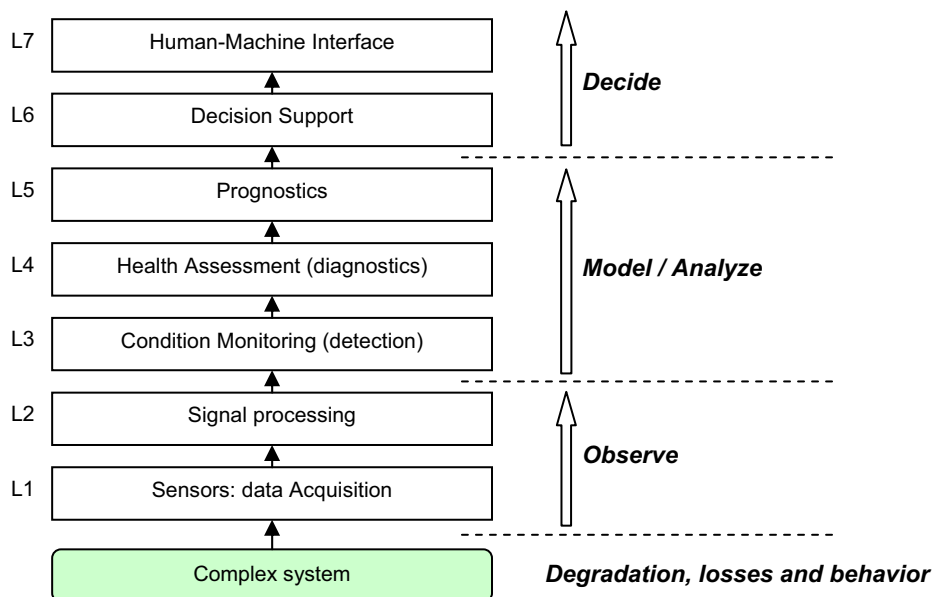 L7
Human-Machine Interface
Decide
L6
Decision Support
L5
Prognostics
L4
Health Assessment (diagnostics)
Model / Analyze
L3
Condition Monitoring (detection)
L2
Signal processing
Observe
L1
Sensors: data Acquisition
Complex system
Degradation, losses and behavior